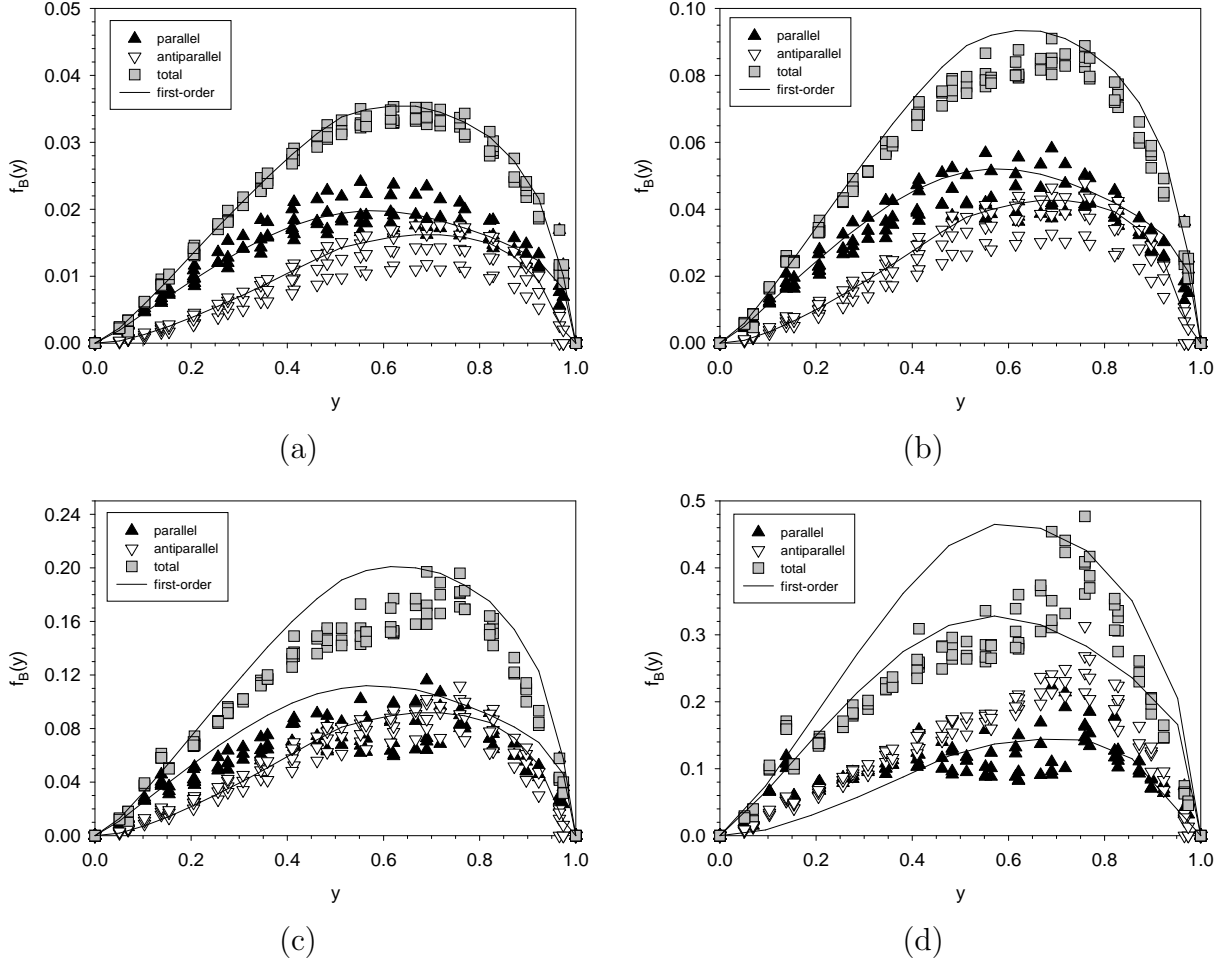 0.05
0.04
0.03
0.02
0.01
0.00
f_B(y)
parallel
antiparallel
total
first-order
0.0 0.2 0.4 0.6 0.8 1.0
y
(a)
0.10
0.08
0.06
0.04
0.02
0.00
f_B(y)
parallel
antiparallel
total
first-order
0.0 0.2 0.4 0.6 0.8 1.0
y
(b)
0.24
0.20
0.16
0.12
0.08
0.04
0.00
f_B(y)
parallel
antiparallel
total
first-order
0.0 0.2 0.4 0.6 0.8 1.0
y
(c)
0.5
0.4
0.3
0.2
0.1
0.0
f_B(y)
parallel
antiparallel
total
first-order
0.0 0.2 0.4 0.6 0.8 1.0
y
(d)